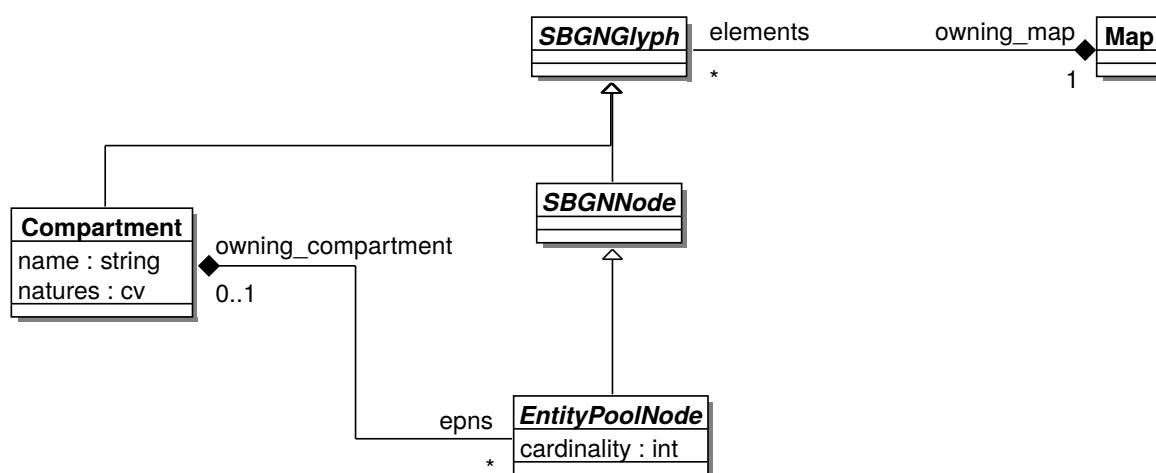 SBGNGlyph
elements
owning_map
Map
*
1
SBGNNode
Compartment
name : string
natures : cv
owning_compartment
0..1
EntityPoolNode
cardinality : int
epns
*